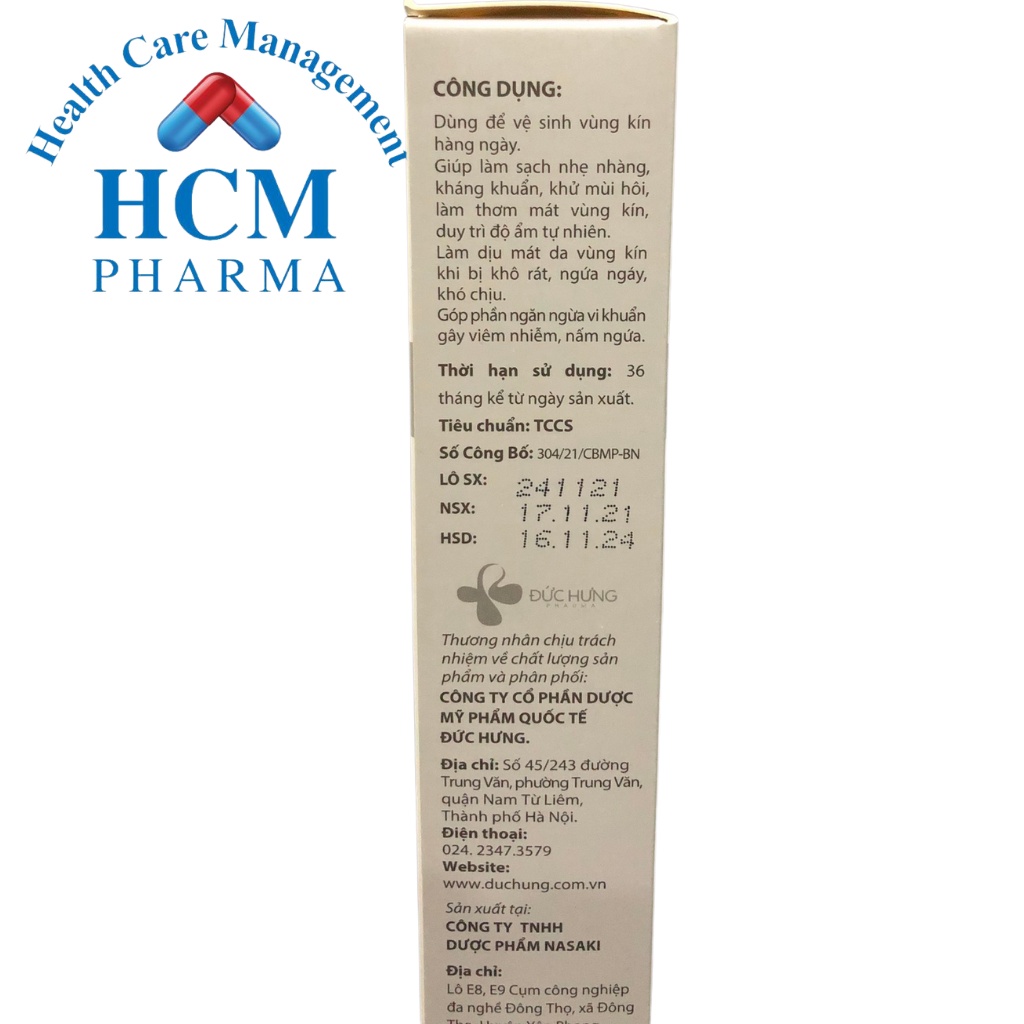 Health Care Management
HCM
PHARMA
CÔNG DỤNG:
Dùng để vệ sinh vùng kín
hàng ngày.
Giúp làm sạch nhẹ nhàng,
kháng khuẩn, khử mùi hôi,
làm thơm mát vùng kín,
duy trì độ ẩm tự nhiên.
Làm dịu mát da vùng kín
khi bị khô rát, ngứa ngáy,
khó chịu.
Góp phần ngăn ngừa vi khuẩn
gây viêm nhiễm, nấm ngứa.
Thời hạn sử dụng: 36
tháng kể từ ngày sản xuất.
Tiêu chuẩn: TCCS
Số Công Bố: 304/21/CBMP-BN
LÔ SX: 241121
NSX: 17.11.21
HSD: 16.11.24
ĐỨC HƯNG
PHARMA
Thương nhân chịu trách
nhiệm về chất lượng sản
phẩm và phân phối:
CÔNG TY CỔ PHẦN DƯỢC
MỸ PHẨM QUỐC TẾ
ĐỨC HƯNG.
Địa chỉ: Số 45/243 đường
Trung Văn, phường Trung Văn,
quận Nam Từ Liêm,
Thành phố Hà Nội.
Điện thoại:
024. 2347.3579
Website:
www.duchung.com.vn
Sản xuất tại:
CÔNG TY TNHH
DƯỢC PHẨM NASAKI
Địa chỉ:
Lô E8, E9 Cụm công nghiệp
đa nghề Đông Thọ, xã Đông
Thọ, Huyện Yên Phong